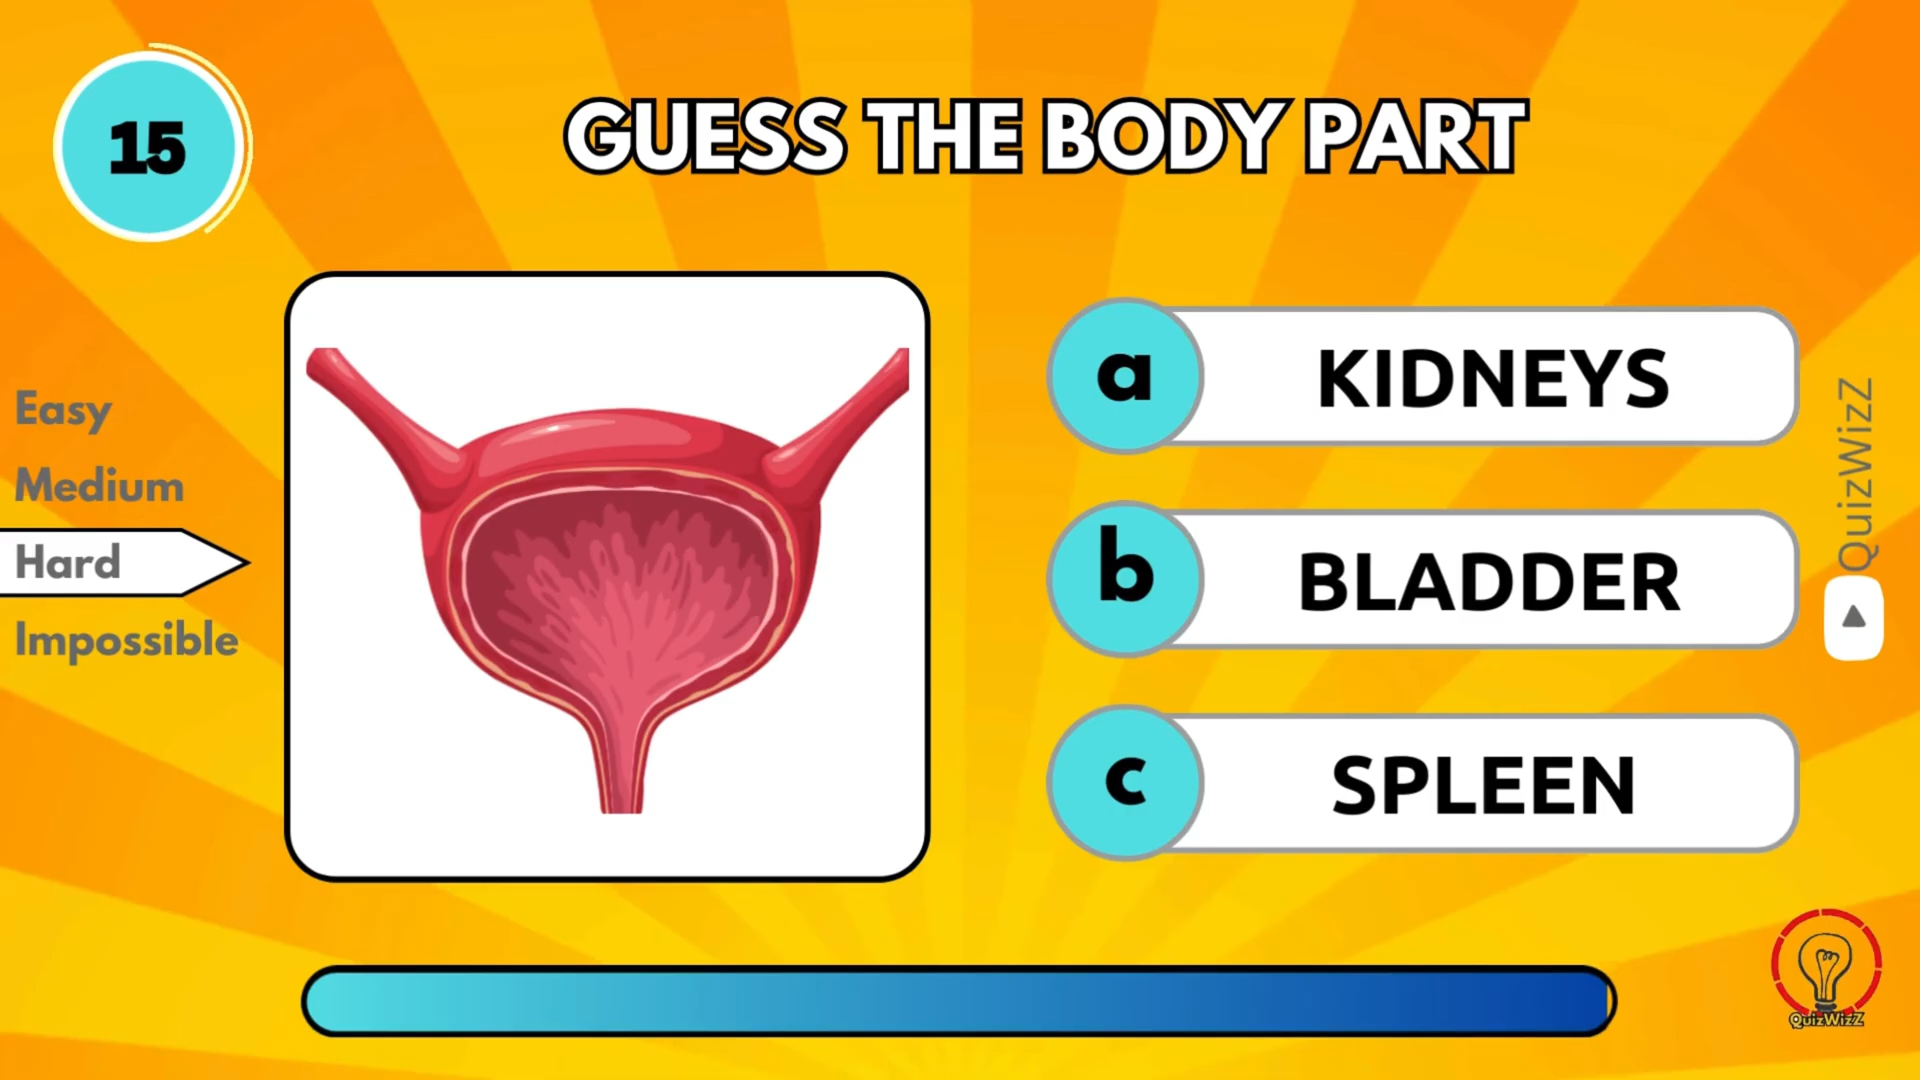 15
GUESS THE BODY PART
Easy
Medium
Hard
Impossible
a KIDNEYS
b BLADDER
c SPLEEN
QuizWizZ
QuizWizZ